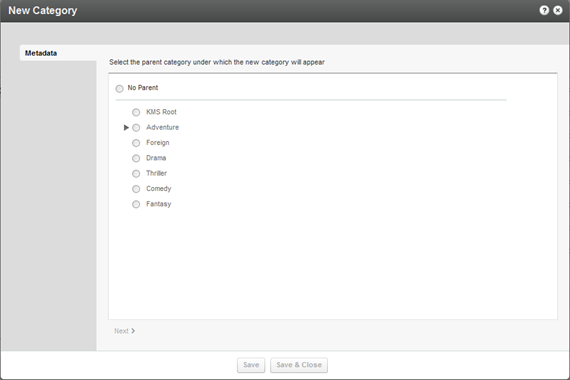 New Category
Metadata
Select the parent category under which the new category will appear
No Parent
KMS Root
Adventure
Foreign
Drama
Thriller
Comedy
Fantasy
Next
Save
Save & Close